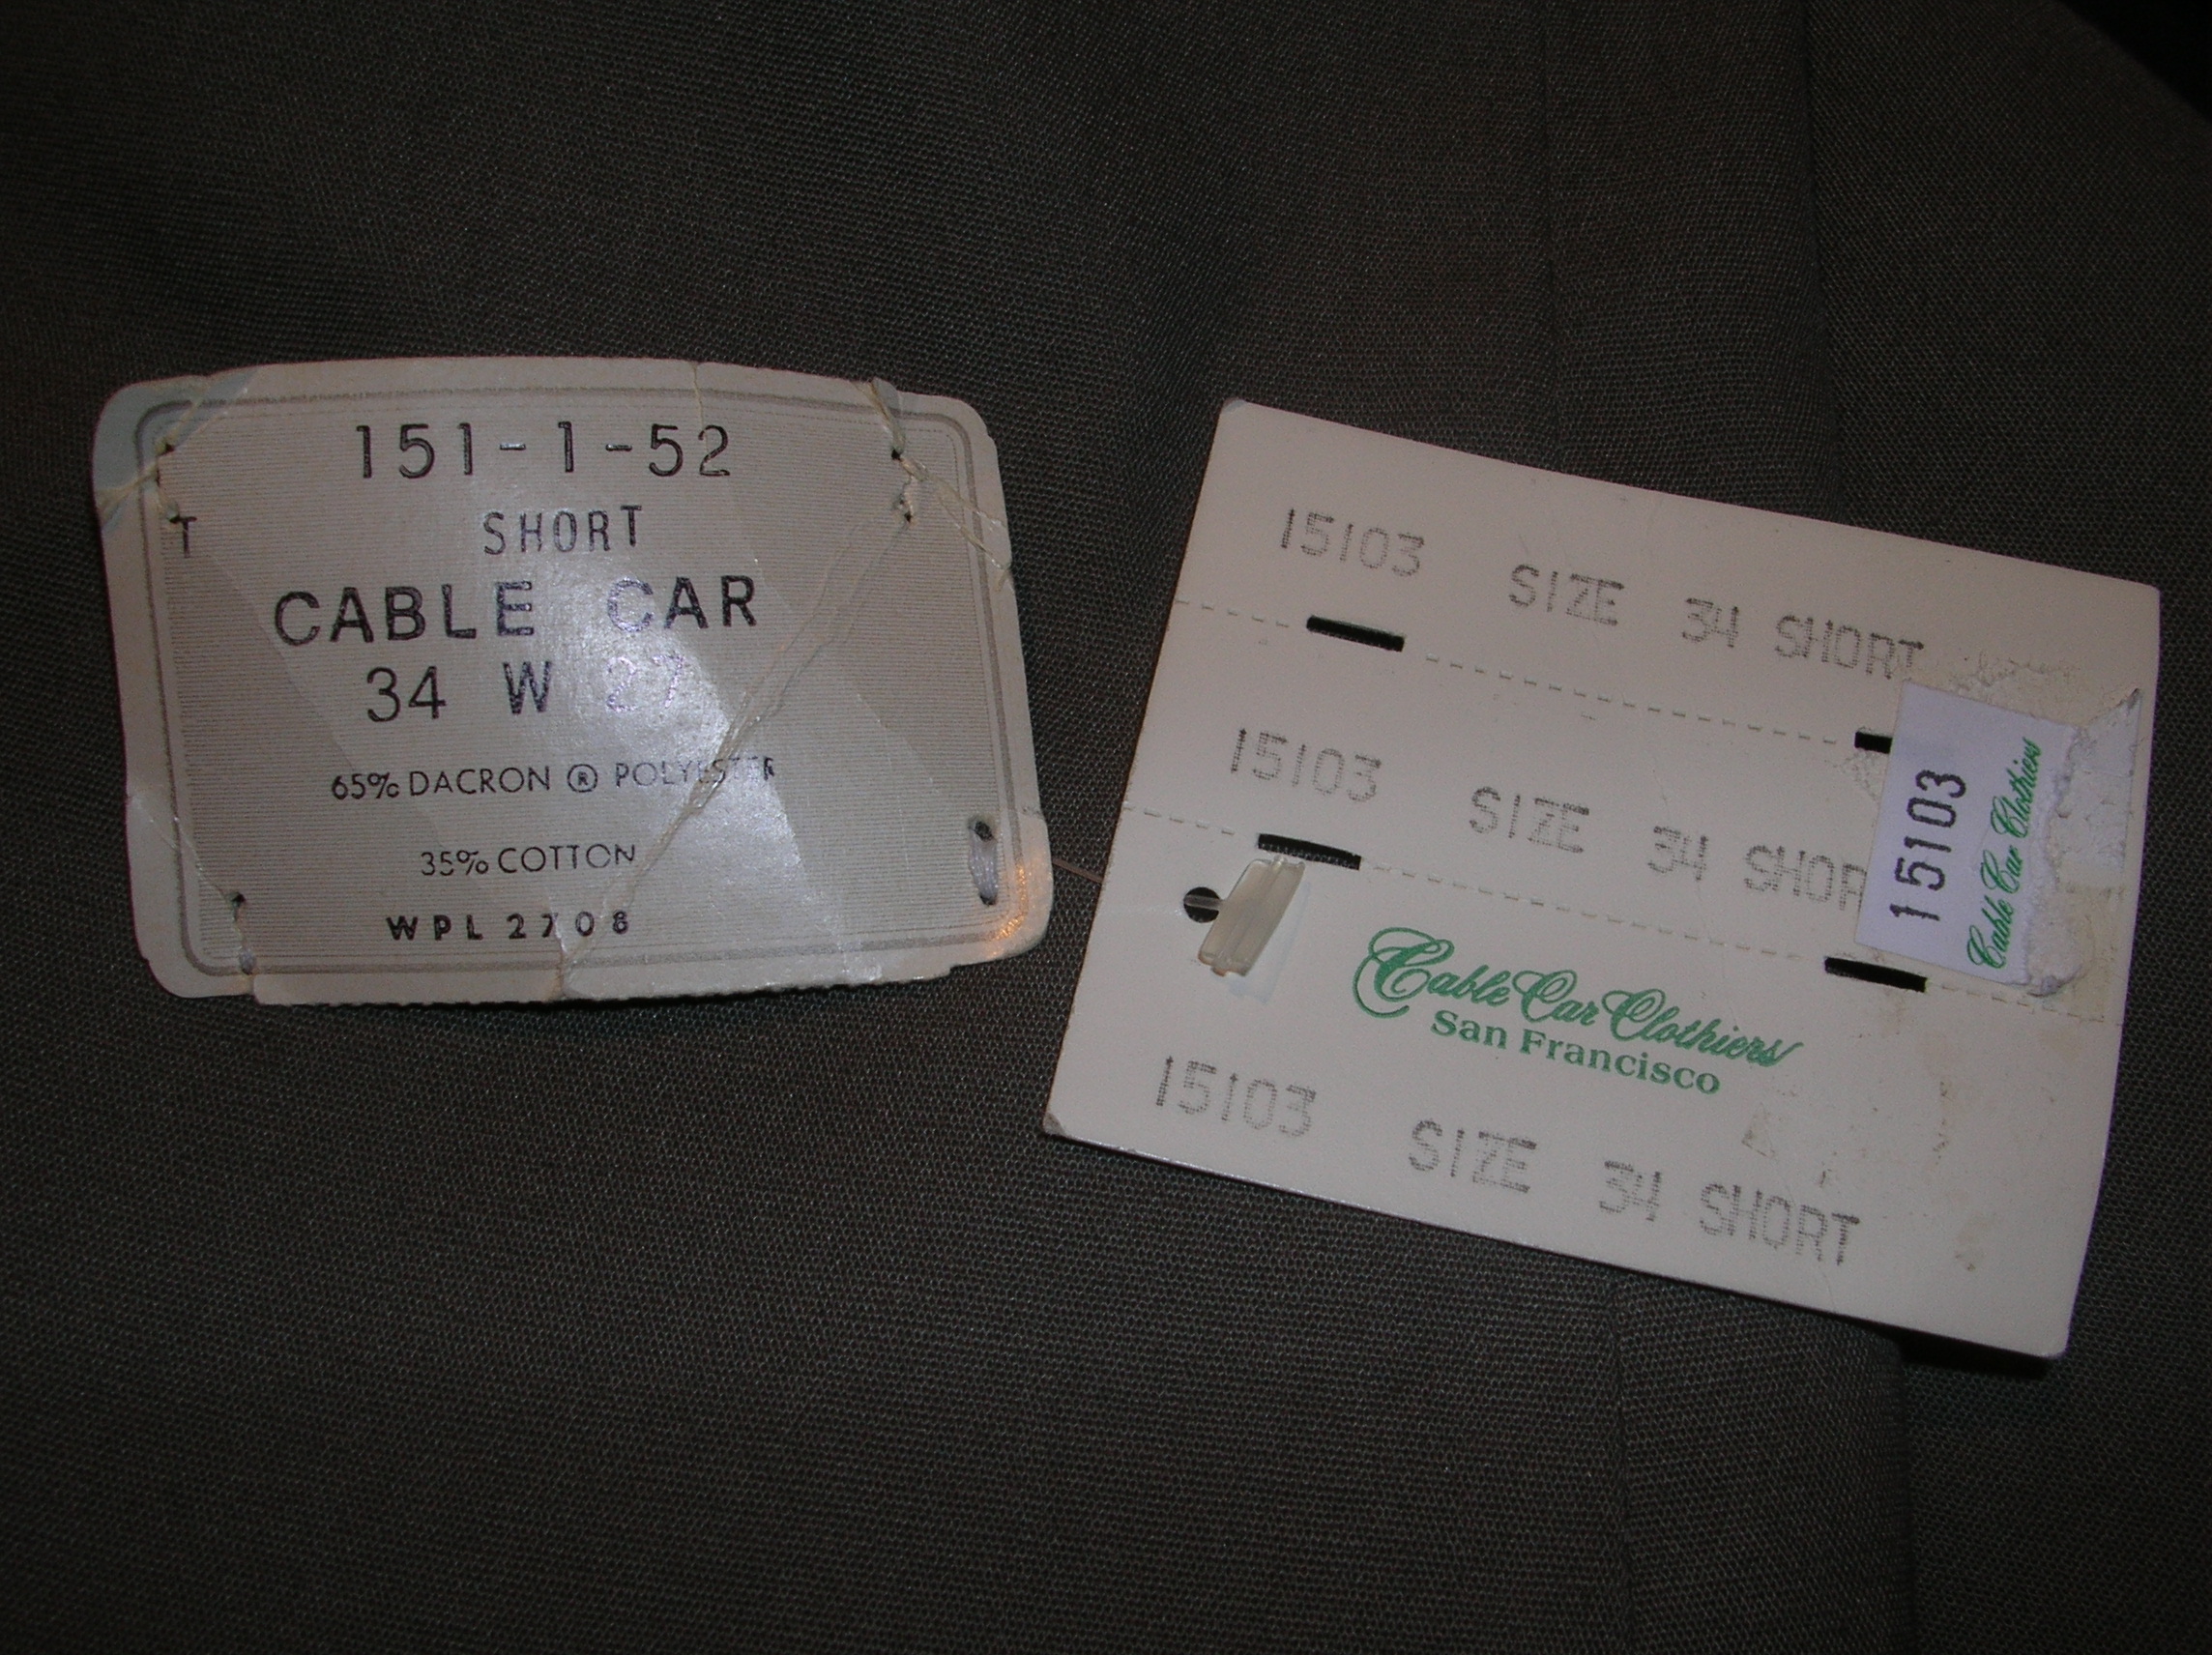 151-1-52
T SHORT
CABLE CAR
34 W 27
65% DACRON ® POLYESTER
35% COTTON
WPL 2708
15103 SIZE 34 SHORT
15103 SIZE 34 SHOR
15103
Cable Car Clothiers
Cable Car Clothiers
San Francisco
15103 SIZE 34 SHORT